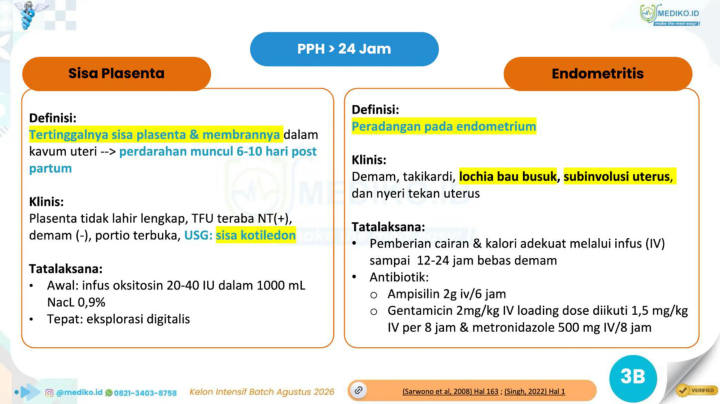 MEDIKO.ID
PPH > 24 Jam
Sisa Plasenta
Definisi:
Tertinggalnya sisa plasenta & membrannya dalam
kavum uteri --> perdarahan muncul 6-10 hari post
partum
Klinis:
Plasenta tidak lahir lengkap, TFU teraba NT(+),
demam (-), portio terbuka, USG: sisa kotiledon
Tatalaksana:
• Awal: infus oksitosin 20-40 IU dalam 1000 mL
NaCL 0,9%
• Tepat: eksplorasi digitalis
Endometritis
Definisi:
Peradangan pada endometrium
Klinis:
Demam, takikardi, lochia bau busuk, subinvolusi uterus,
dan nyeri tekan uterus
Tatalaksana:
• Pemberian cairan & kalori adekuat melalui infus (IV)
sampai 12-24 jam bebas demam
• Antibiotik:
o Ampisilin 2g iv/6 jam
o Gentamicin 2mg/kg IV loading dose diikuti 1,5 mg/kg
IV per 8 jam & metronidazole 500 mg IV/8 jam
3B
@mediko.id 0821-3403-8758
Kelon Intensif Batch Agustus 2026
(Sarwono et al, 2008) Hal 163 ; (Singh, 2022) Hal 1
VERIFIED